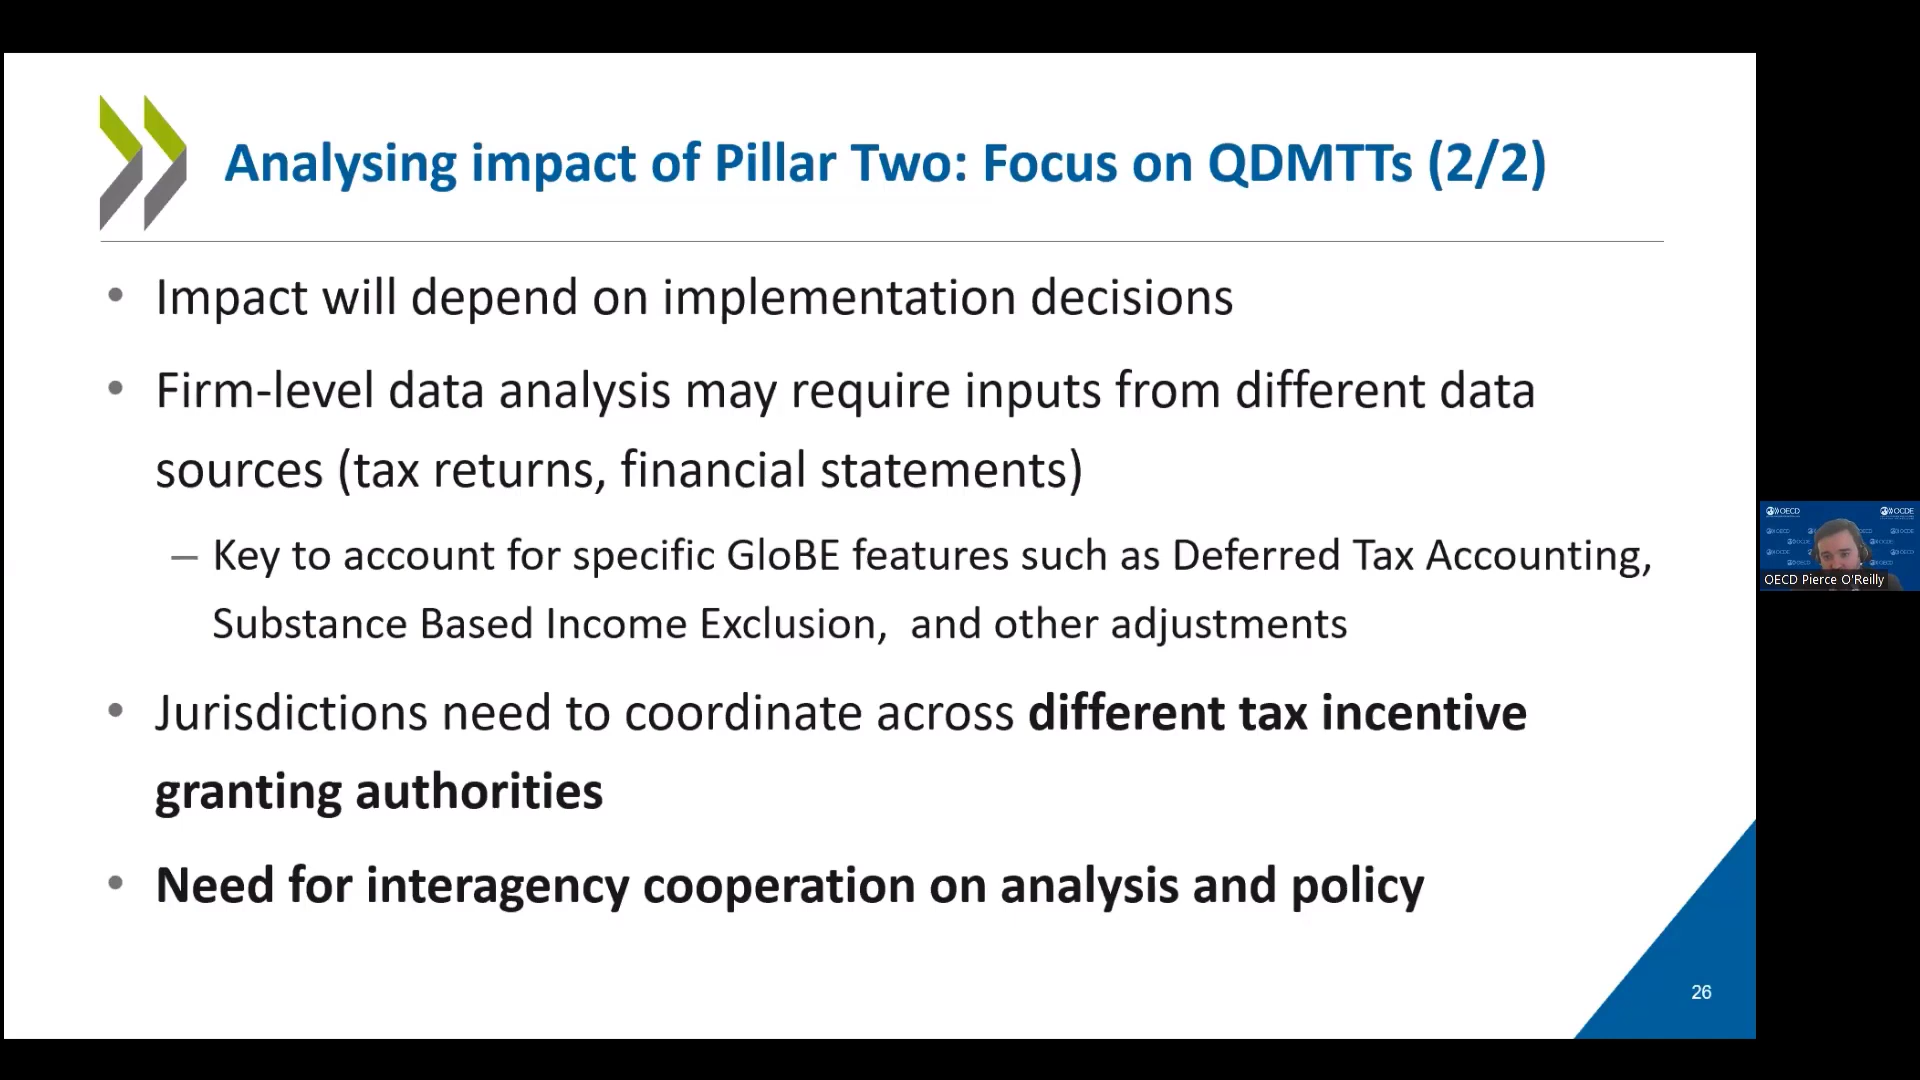 Analysing impact of Pillar Two: Focus on QDMTTs (2/2)
• Impact will depend on implementation decisions
• Firm-level data analysis may require inputs from different data
sources (tax returns, financial statements)
– Key to account for specific GloBE features such as Deferred Tax Accounting,
Substance Based Income Exclusion, and other adjustments
• Jurisdictions need to coordinate across different tax incentive
granting authorities
• Need for interagency cooperation on analysis and policy
26
OECD
OCDE
OECD Pierce O'Reilly